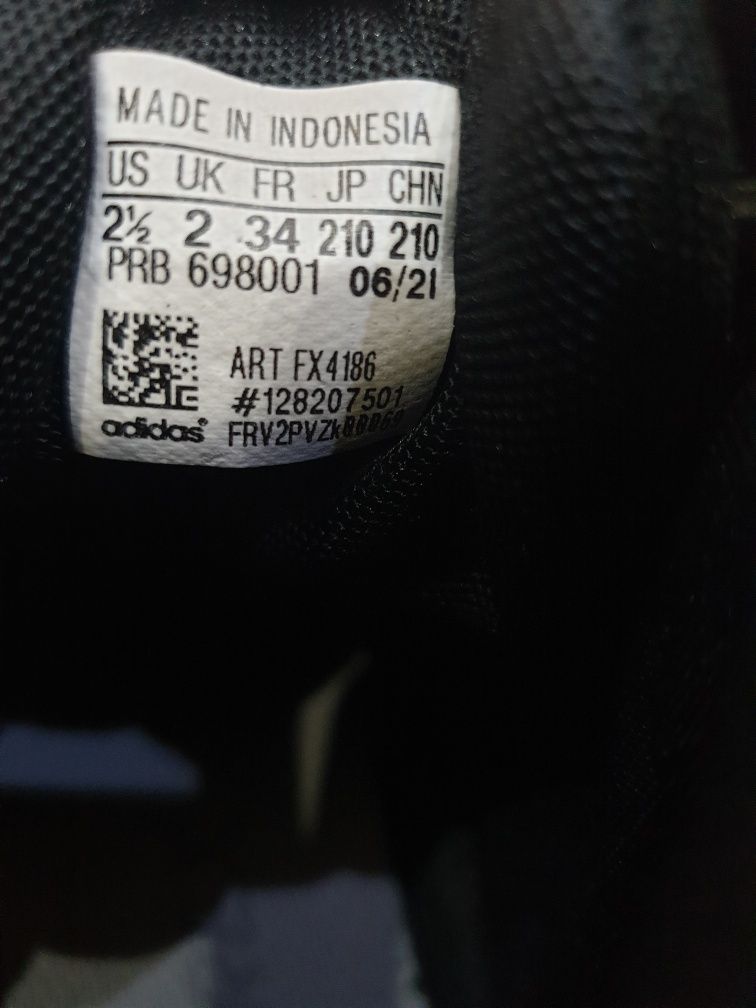 MADE IN INDONESIA
US UK FR JP CHN
2½ 2 34 210 210
PRB 698001 06/21
ART FX4186
#128207501
adidas